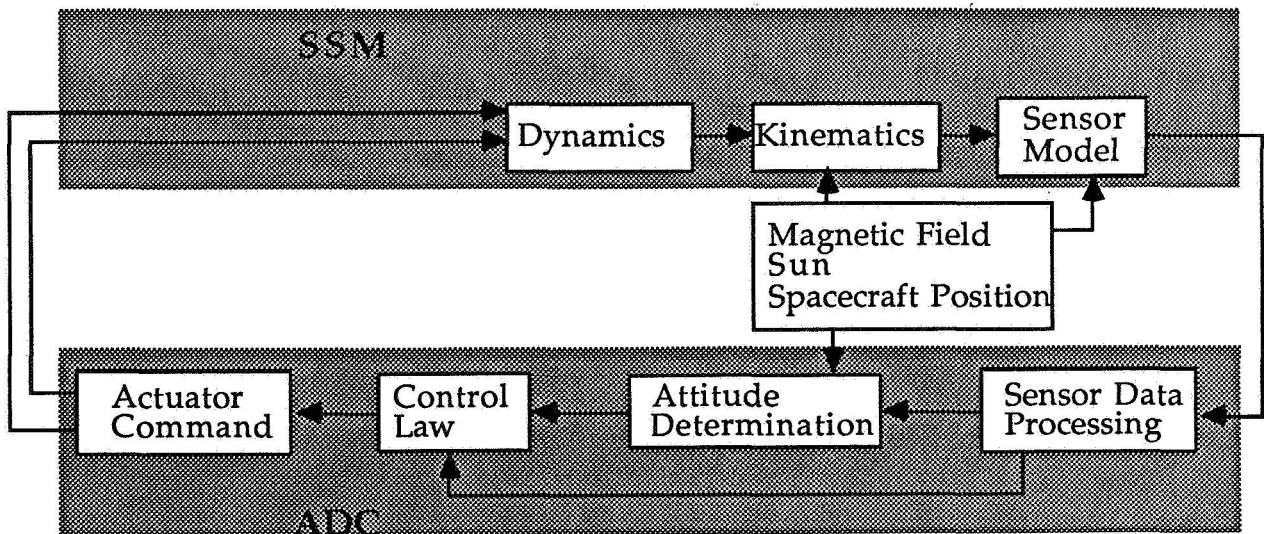 SSM
Dynamics
Kinematics
Sensor
Model
Magnetic Field
Sun
Spacecraft Position
Actuator
Command
Control
Law
Attitude
Determination
Sensor Data
Processing
ADC